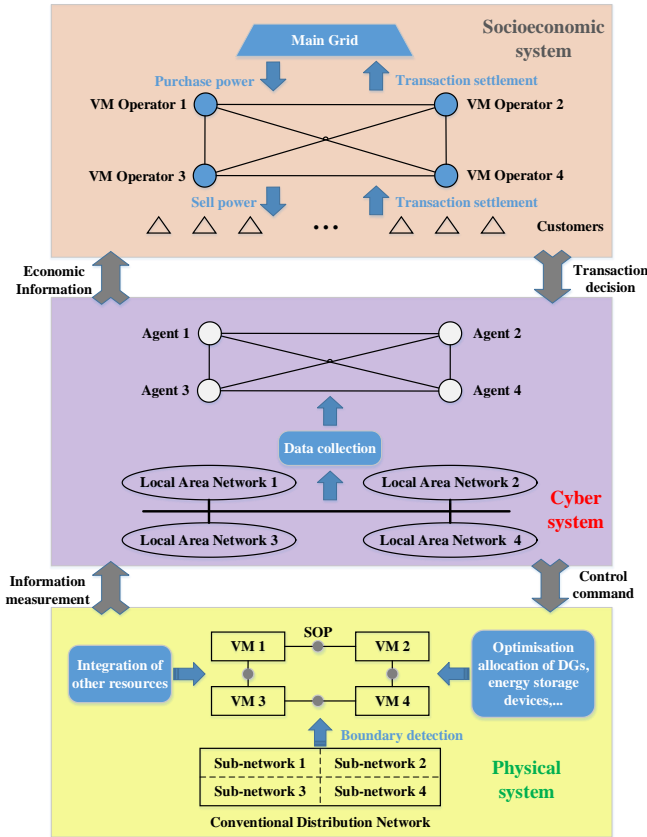 Socioeconomic
system
Main Grid
Purchase power
Transaction settlement
VM Operator 1
VM Operator 2
VM Operator 3
VM Operator 4
Sell power
Transaction settlement
...
Customers
Economic
Information
Transaction
decision
Agent 1
Agent 2
Agent 3
Agent 4
Data collection
Local Area Network 1
Local Area Network 2
Cyber
system
Local Area Network 3
Local Area Network 4
Information
measurement
Control
command
SOP
VM 1
VM 2
Integration of
other resources
Optimisation
allocation of DGs,
energy storage
devices,...
VM 3
VM 4
Boundary detection
Sub-network 1
Sub-network 2
Sub-network 3
Sub-network 4
Physical
system
Conventional Distribution Network